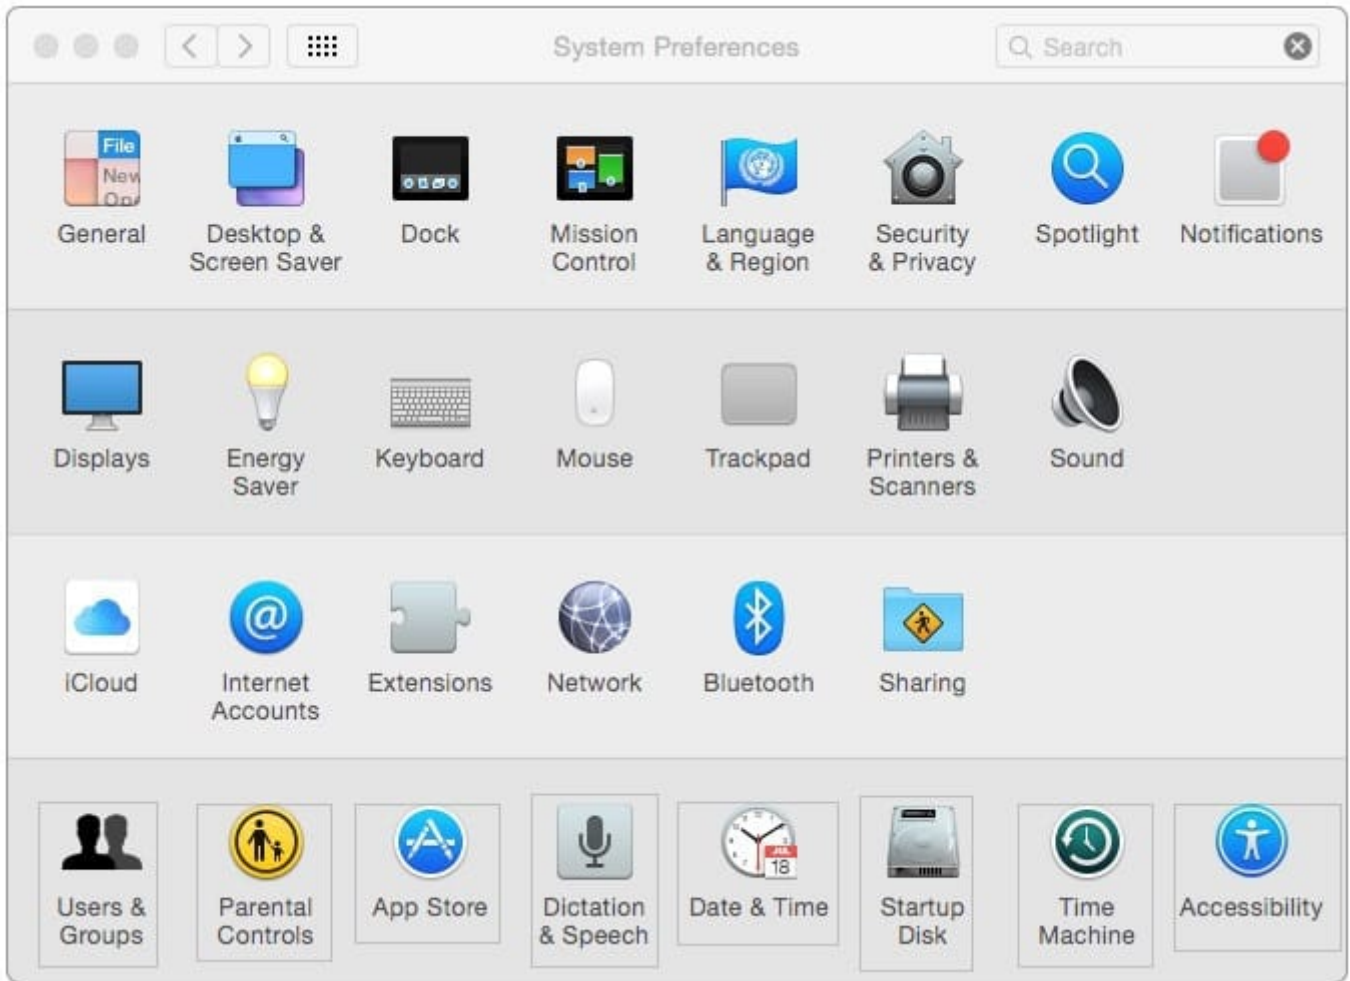 System Preferences
Search
File
New
General
Desktop &
Screen Saver
Dock
Mission
Control
Language
& Region
Security
& Privacy
Spotlight
Notifications
Displays
Energy
Saver
Keyboard
Mouse
Trackpad
Printers &
Scanners
Sound
@
iCloud
Internet
Accounts
Extensions
Network
Bluetooth
Sharing
JUL
18
Users &
Groups
Parental
Controls
App Store
Dictation
& Speech
Date & Time
Startup
Disk
Time
Machine
Accessibility